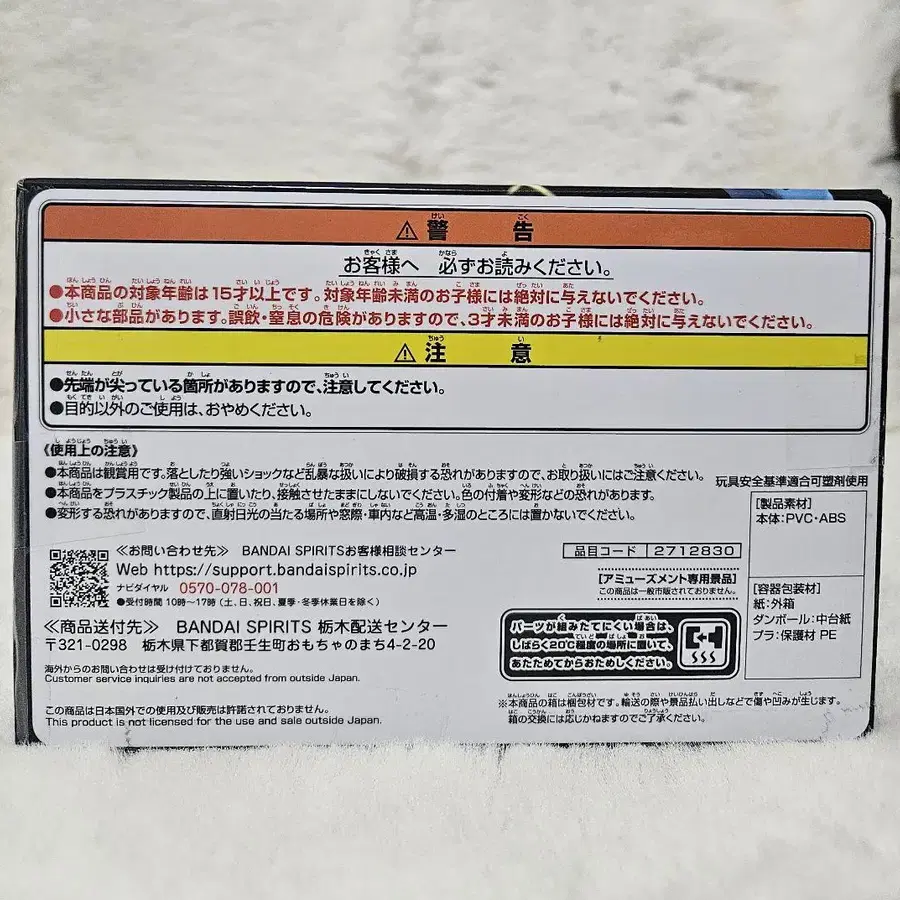 ⚠警告
お客様へ 必ずお読みください。
●本商品の対象年齢は15才以上です。対象年齢未満のお子様には絶対に与えないでください。
●小さな部品があります。誤飲・窒息の危険がありますので、3才未満のお子様には絶対に与えないでください。
⚠注意
●先端が尖っている箇所がありますので、注意してください。
●目的以外のご使用は、おやめください。
《使用上の注意》
●本商品は観賞用です。落としたり強いショックなど乱暴な扱いにより破損する恐れがありますので、お取り扱いにはご注意ください。
●本商品をプラスチック製品の上に置いたり、接触させたままにしないでください。色の付着や変形などの恐れがあります。
●変形する恐れがありますので、直射日光の当たる場所や窓際・車内など高温・多湿のところには置かないでください。
玩具安全基準適合可塑剤使用
[製品素材]
本体:PVC・ABS
[容器包装材]
紙:外箱
ダンボール:中台紙
プラ:保護材 PE
≪お問い合わせ先≫ BANDAI SPIRITSお客様相談センター
Web https://support.bandaispirits.co.jp
ナビダイヤル 0570-078-001
●受付時間 10時〜17時(土、日、祝日、夏季・冬季休業日を除く)
≪商品送付先≫ BANDAI SPIRITS 栃木配送センター
〒321-0298 栃木県下都賀郡壬生町おもちゃのまち4-2-20
海外からのお問い合わせは受け付けておりません。
Customer service inquiries are not accepted from outside Japan.
この商品は日本国外での使用及び販売は許諾されておりません。
This product is not licensed for the use and sale outside Japan.
品目コード 2712830
[アミューズメント専用景品]
この商品は一般市販されておりません。
パーツが組みたてにくい場合は、
しばらく20℃程度の場所に置いて、
あたためてからおためしください。
※本商品の箱は梱包材です。輸送の際や景品払い出しなどで傷や凹みが生じます。
箱の交換には応じかねますのでご了承ください。